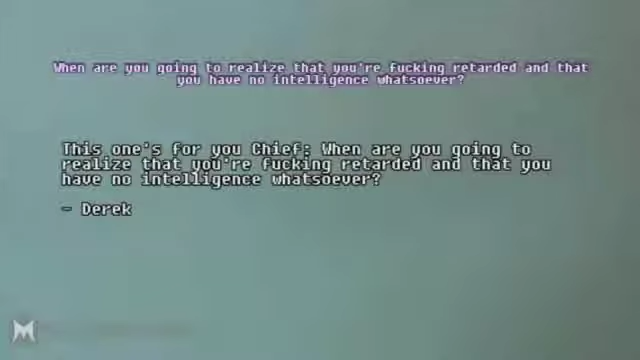 When are you going to realize that you're fucking retarded and that
you have no intelligence whatsoever?
This one's for you Chief: When are you going to
realize that you're fucking retarded and that you
have no intelligence whatsoever?
- Derek
M